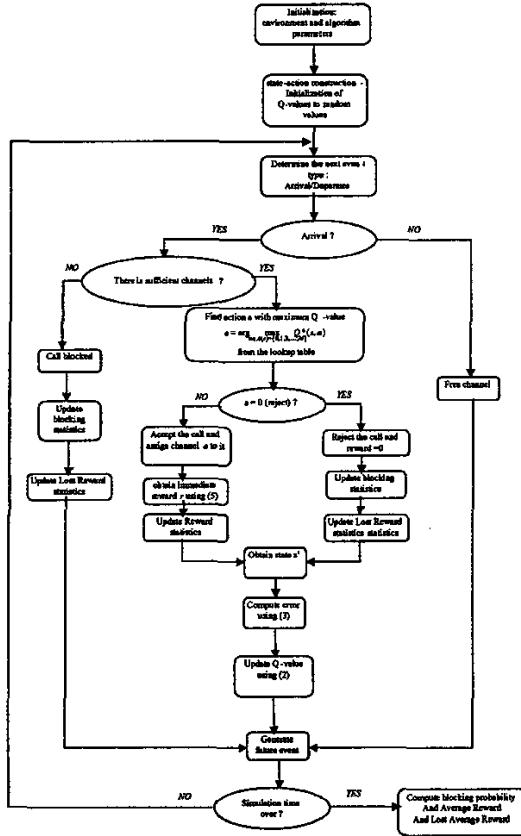 Initialization:
environment and algorithm
parameters
state-action construction -
Initialization of
Q-values to random
values
Determine the next event
type :
Arrival/Departure
YES
Arrival ?
NO
NO
There is sufficient channels ?
YES
Find action a with maximum Q -value
from the lookup table
Call blocked
Free channel
NO
a = 0 (reject) ?
YES
Update
blocking
statistics
Accept the call and
assign channel a to it
Reject the call and
reward =0
Update Lost Reward
statistics
obtain immediate
reward r using (5)
Update blocking
statistics
Update Reward
statistics
Update Lost Reward
statistics statistics
Obtain state s'
Compute error
using (3)
Update Q -value
using (2)
Generate
future event
NO
Simulation time
over ?
YES
Compute blocking probability
And Average Reward
And Lost Average Reward